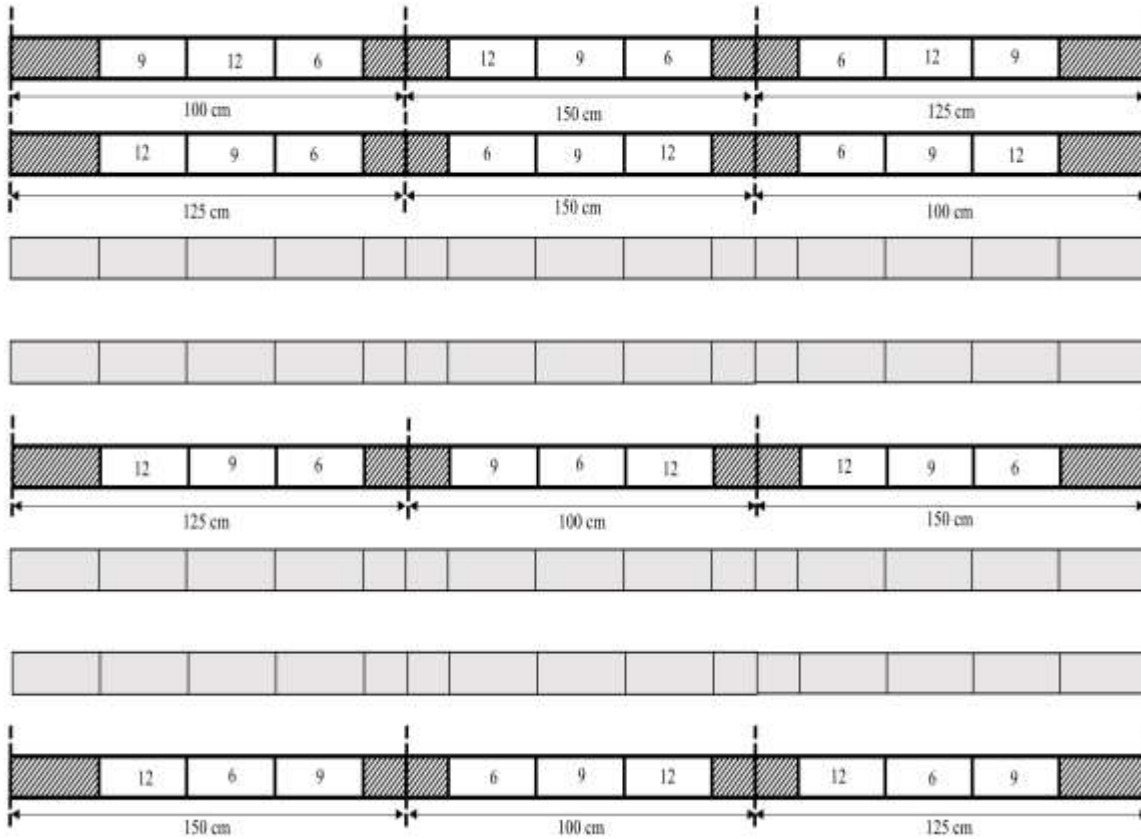 9 12 6 12 9 6 6 12 9
100 cm 150 cm 125 cm
12 9 6 6 9 12 6 9 12
125 cm 150 cm 100 cm
12 9 6 9 6 12 12 9 6
125 cm 100 cm 150 cm
12 6 9 6 9 12 12 6 9
150 cm 100 cm 125 cm